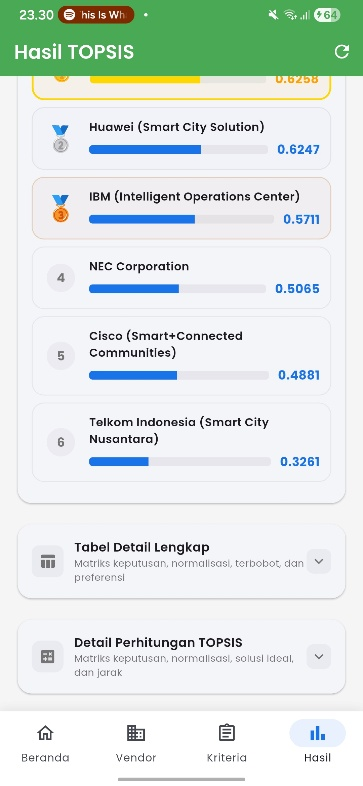 23.30
his Is Wh
64
Hasil TOPSIS
0.6258
2
Huawei (Smart City Solution)
0.6247
3
IBM (Intelligent Operations Center)
0.5711
4
NEC Corporation
0.5065
5
Cisco (Smart+Connected
Communities)
0.4881
6
Telkom Indonesia (Smart City
Nusantara)
0.3261
Tabel Detail Lengkap
Matriks keputusan, normalisasi, terbobot, dan
preferensi
Detail Perhitungan TOPSIS
Matriks keputusan, normalisasi, solusi ideal,
dan jarak
Beranda
Vendor
Kriteria
Hasil